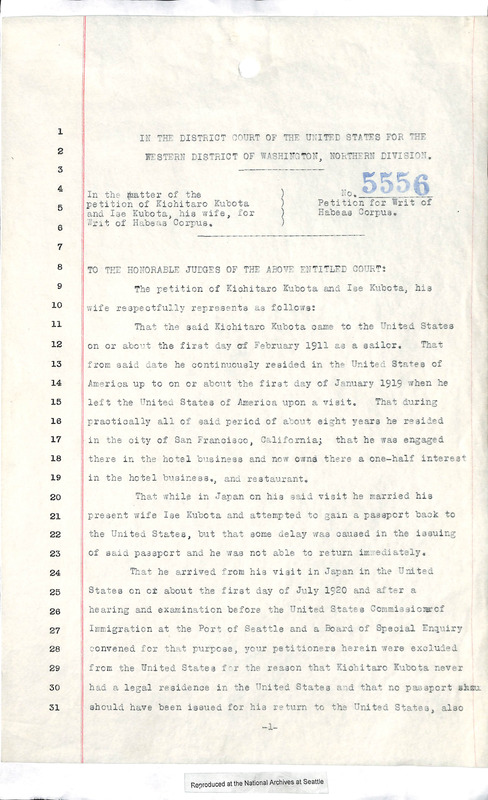 1 IN THE DISTRICT COURT OF THE UNITED STATES FOR THE
2 WESTERN DISTRICT OF WASHINGTON, NORTHERN DIVISION.
3
4 In the matter of the ) No. 5556
5 petition of Kichitaro Kubota ) Petition for Writ of
and Ise Kubota, his wife, for ) Habeas Corpus.
6 Writ of Habeas Corpus. )
7
8 TO THE HONORABLE JUDGES OF THE ABOVE ENTITLED COURT:
9 The petition of Kichitaro Kubota and Ise Kubota, his
10 wife respectfully represents as follows:
11 That the said Kichitaro Kubota came to the United States
12 on or about the first day of February 1911 as a sailor. That
13 from said date he continuously resided in the United States of
14 America up to on or about the first day of January 1919 when he
15 left the United States of America upon a visit. That during
16 practically all of said period of about eight years he resided
17 in the city of San Francisco, California; that he was engaged
18 there in the hotel business and now owns there a one-half interest
19 in the hotel business., and restaurant.
20 That while in Japan on his said visit he married his
21 present wife Ise Kubota and attempted to gain a passport back to
22 the United States, but that some delay was caused in the issuing
23 of said passport and he was not able to return immediately.
24 That he arrived from his visit in Japan in the United
25 States on or about the first day of July 1920 and after a
26 hearing and examination before the United States of
27 Immigration at the Port of Seattle and a Board of Special Enquiry
28 convened for that purpose, your petitioners herein were excluded
29 from the United States for the reason that Kichitaro Kubota never
30 had a legal residence in the United States and that no passport
31 should have been issued for his return to the United States, also
-1-
Reproduced at the National Archives at Seattle